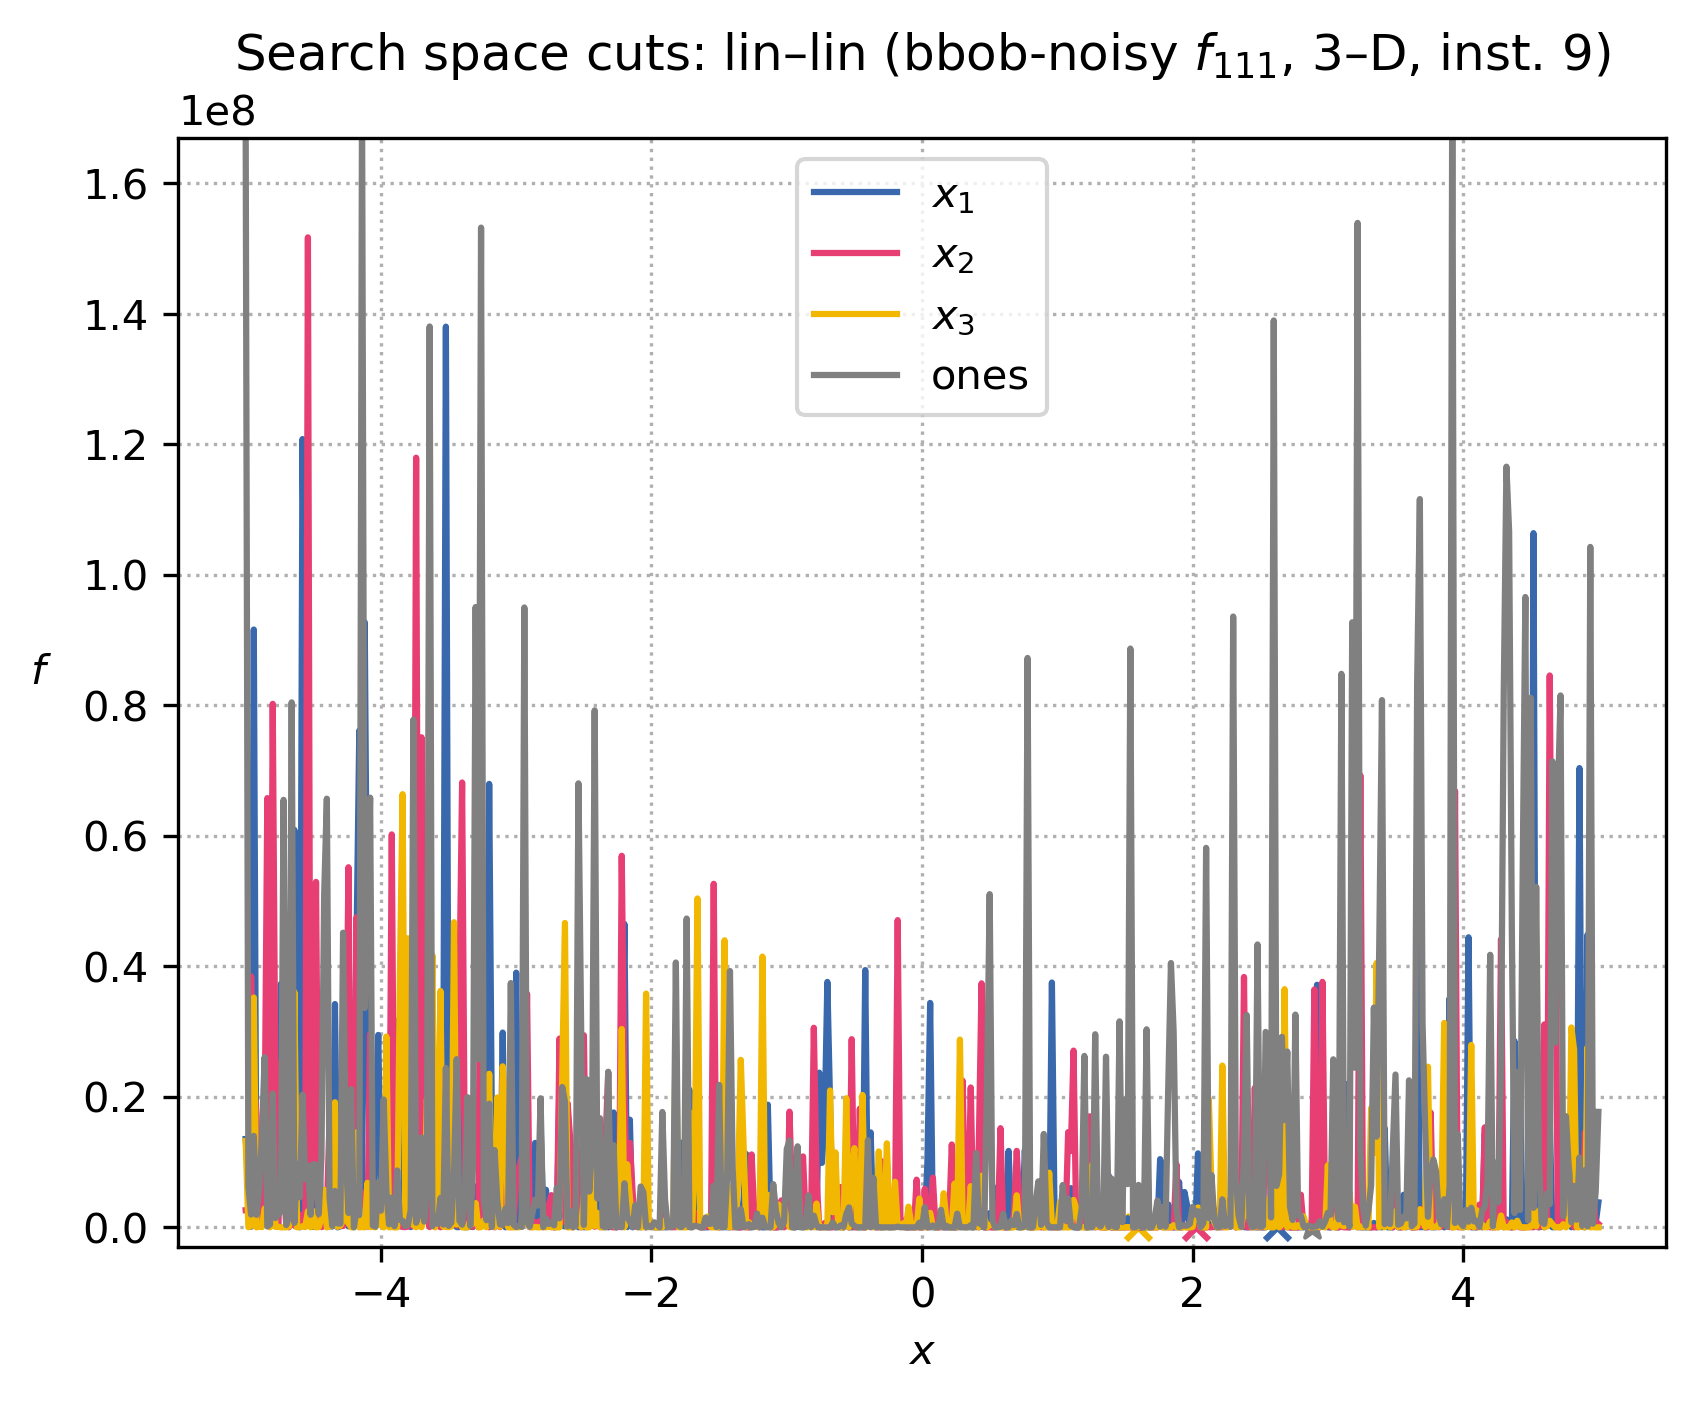 Search space cuts: lin–lin (bbob-noisy f₁₁₁, 3–D, inst. 9)
1e8
x₁
x₂
x₃
ones
1.6
1.4
1.2
1.0
0.8
0.6
0.4
0.2
0.0
f
−4 −2 0 2 4
x